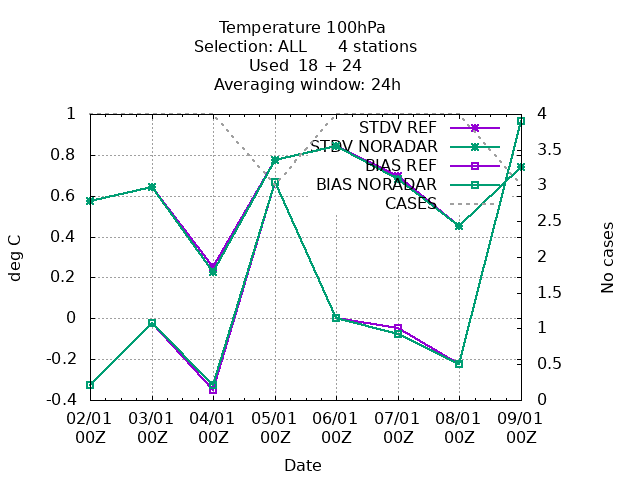 Temperature 100hPa
Selection: ALL      4 stations
Used  18 + 24
Averaging window: 24h
STDV REF
STDV NORADAR
BIAS REF
BIAS NORADAR
CASES
1
0.8
0.6
0.4
0.2
0
-0.2
-0.4
deg C
4
3.5
3
2.5
2
1.5
1
0.5
0
No cases
02/01 03/01 04/01 05/01 06/01 07/01 08/01 09/01
00Z 00Z 00Z 00Z 00Z 00Z 00Z 00Z
Date